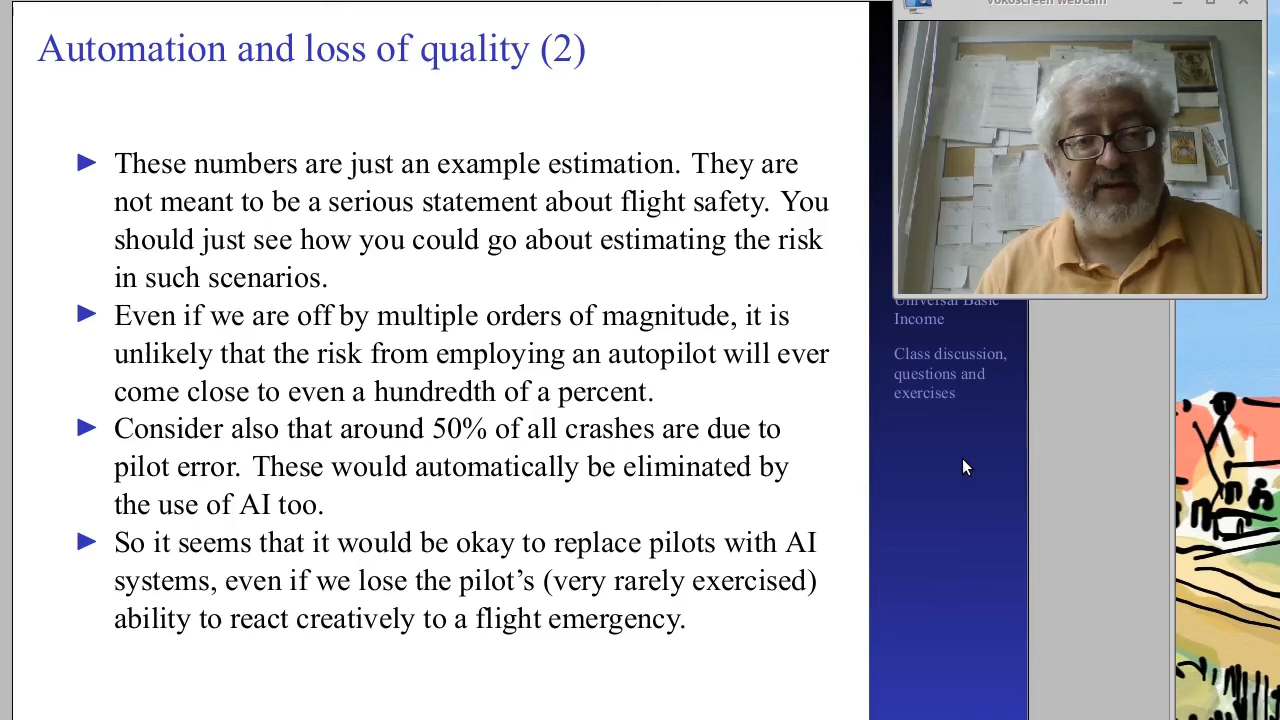 vokoscreen webcam
Automation and loss of quality (2)
These numbers are just an example estimation. They are
not meant to be a serious statement about flight safety. You
should just see how you could go about estimating the risk
in such scenarios.
Even if we are off by multiple orders of magnitude, it is
unlikely that the risk from employing an autopilot will ever
come close to even a hundredth of a percent.
Consider also that around 50% of all crashes are due to
pilot error. These would automatically be eliminated by
the use of AI too.
So it seems that it would be okay to replace pilots with AI
systems, even if we lose the pilot's (very rarely exercised)
ability to react creatively to a flight emergency.
Universal Basic
Income
Class discussion,
questions and
exercises